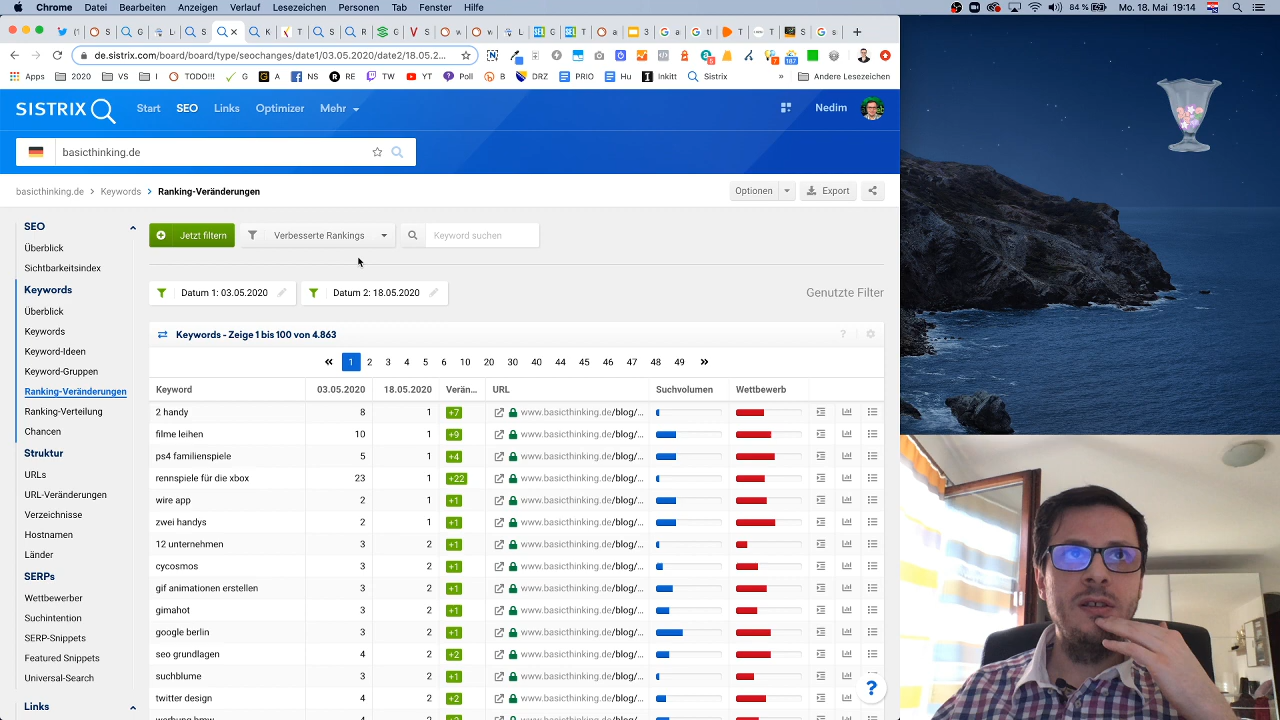 Chrome Datei Bearbeiten Anzeigen Verlauf Lesezeichen Personen Tab Fenster Hilfe 84 % Mo. 18. Mai 19:14
de.sistrix.com/board/board/type/seochanges/date1/03.05.2020/date2/18.05.2...
Apps 2020 VS I TODO!!! G NS RE TW YT Poll B DRZ PRIO Hu Inkitt Sistrix » Andere Lesezeichen
SISTRIX Start SEO Links Optimizer Mehr Nedim
basicthinking.de
basicthinking.de > Keywords > Ranking-Veränderungen Optionen Export
SEO
Überblick
Sichtbarkeitsindex
Keywords
Überblick
Keywords
Keyword-Ideen
Keyword-Gruppen
Ranking-Veränderungen
Ranking-Verteilung
Chancen
Struktur
URLs
URL-Veränderungen
Verzeichnisse
Hostnamen
Länder
SERPs
Wettbewerber
Suchintention
SERP-Snippets
Featured Snippets
Universal-Search
Links
Jetzt filtern Verbesserte Rankings Keyword suchen
Datum 1: 03.05.2020 Datum 2: 18.05.2020 Genutzte Filter
Keywords - Zeige 1 bis 100 von 4.863 ?
« 1 2 3 4 5 6 10 20 30 40 44 45 46 47 48 49 »
Keyword 03.05.2020 18.05.2020 Verän... URL Suchvolumen Wettbewerb
2 handy 8 1 +7 www.basicthinking.de/blog/...
filme leihen 10 1 +9 www.basicthinking.de/blog/...
ps4 familienspiele 5 1 +4 www.basicthinking.de/blog/...
rennspiele für die xbox 23 1 +22 www.basicthinking.de/blog/...
wire app 2 1 +1 www.basicthinking.de/blog/...
zwei handys 2 1 +1 www.basicthinking.de/blog/...
12 unternehmen 3 2 +1 www.basicthinking.de/blog/...
cycosmos 3 2 +1 www.basicthinking.de/blog/...
gif animationen erstellen 3 2 +1 www.basicthinking.de/blog/...
gimahot 3 2 +1 www.basicthinking.de/blog/...
google berlin 3 2 +1 www.basicthinking.de/blog/...
seo grundlagen 4 2 +2 www.basicthinking.de/blog/...
suchblume 3 2 +1 www.basicthinking.de/blog/...
twitter design 4 2 +2 www.basicthinking.de/blog/...
?